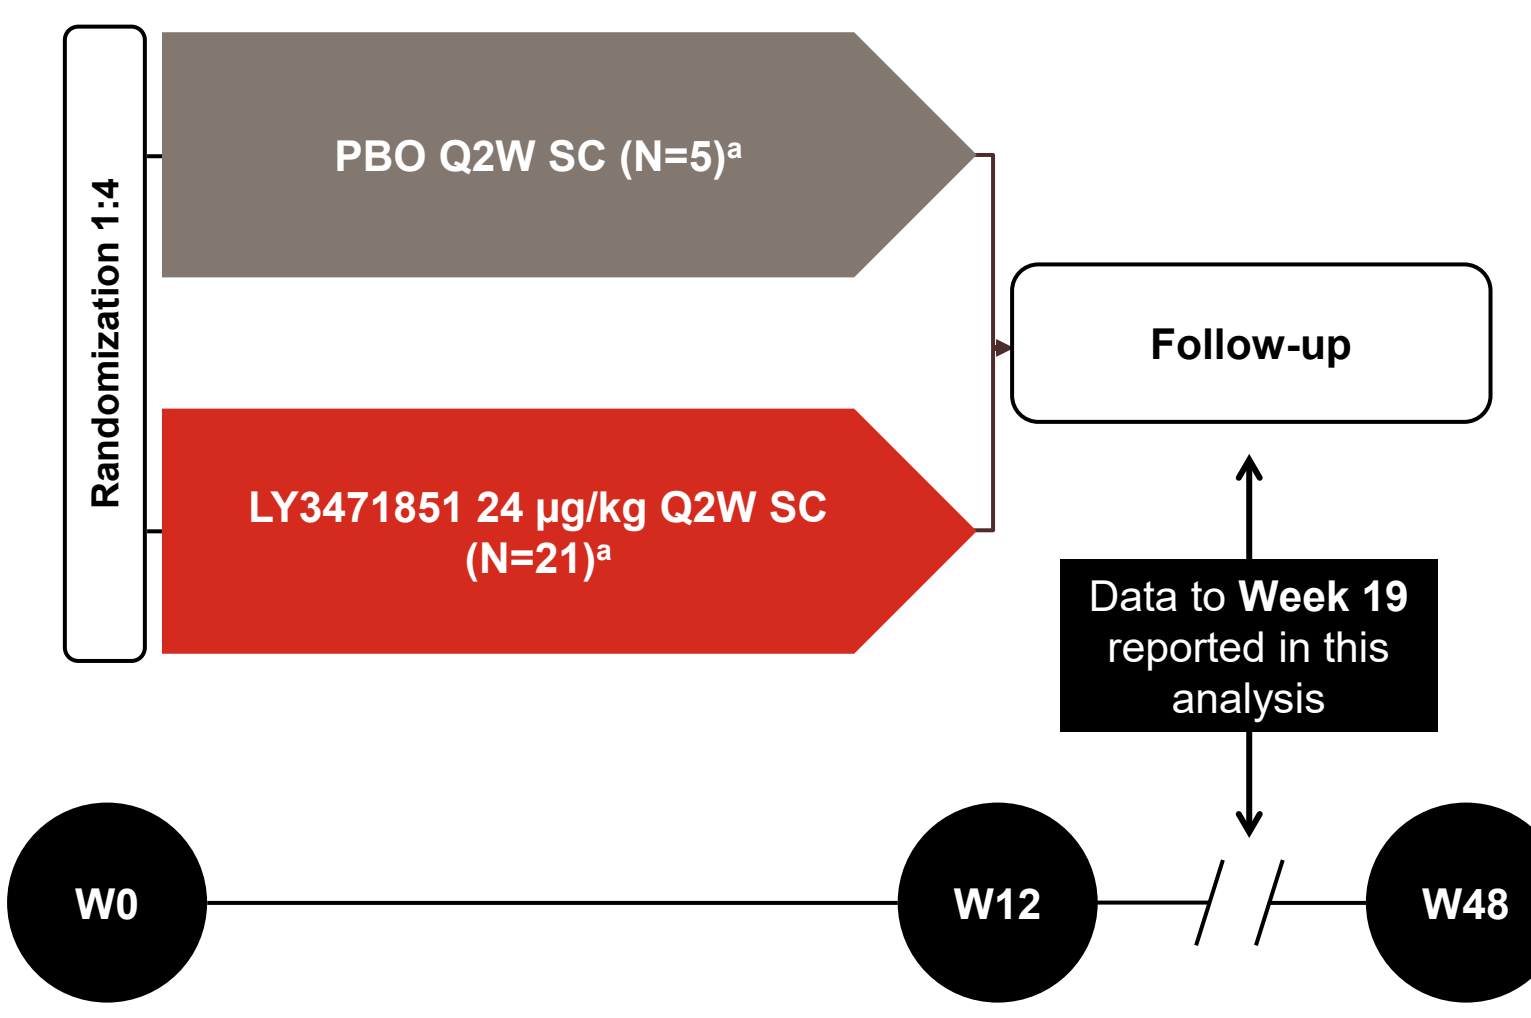 Randomization 1:4
PBO Q2W SC (N=5)ᵃ
LY3471851 24 µg/kg Q2W SC
(N=21)ᵃ
Follow-up
Data to Week 19
reported in this
analysis
W0
W12
W48